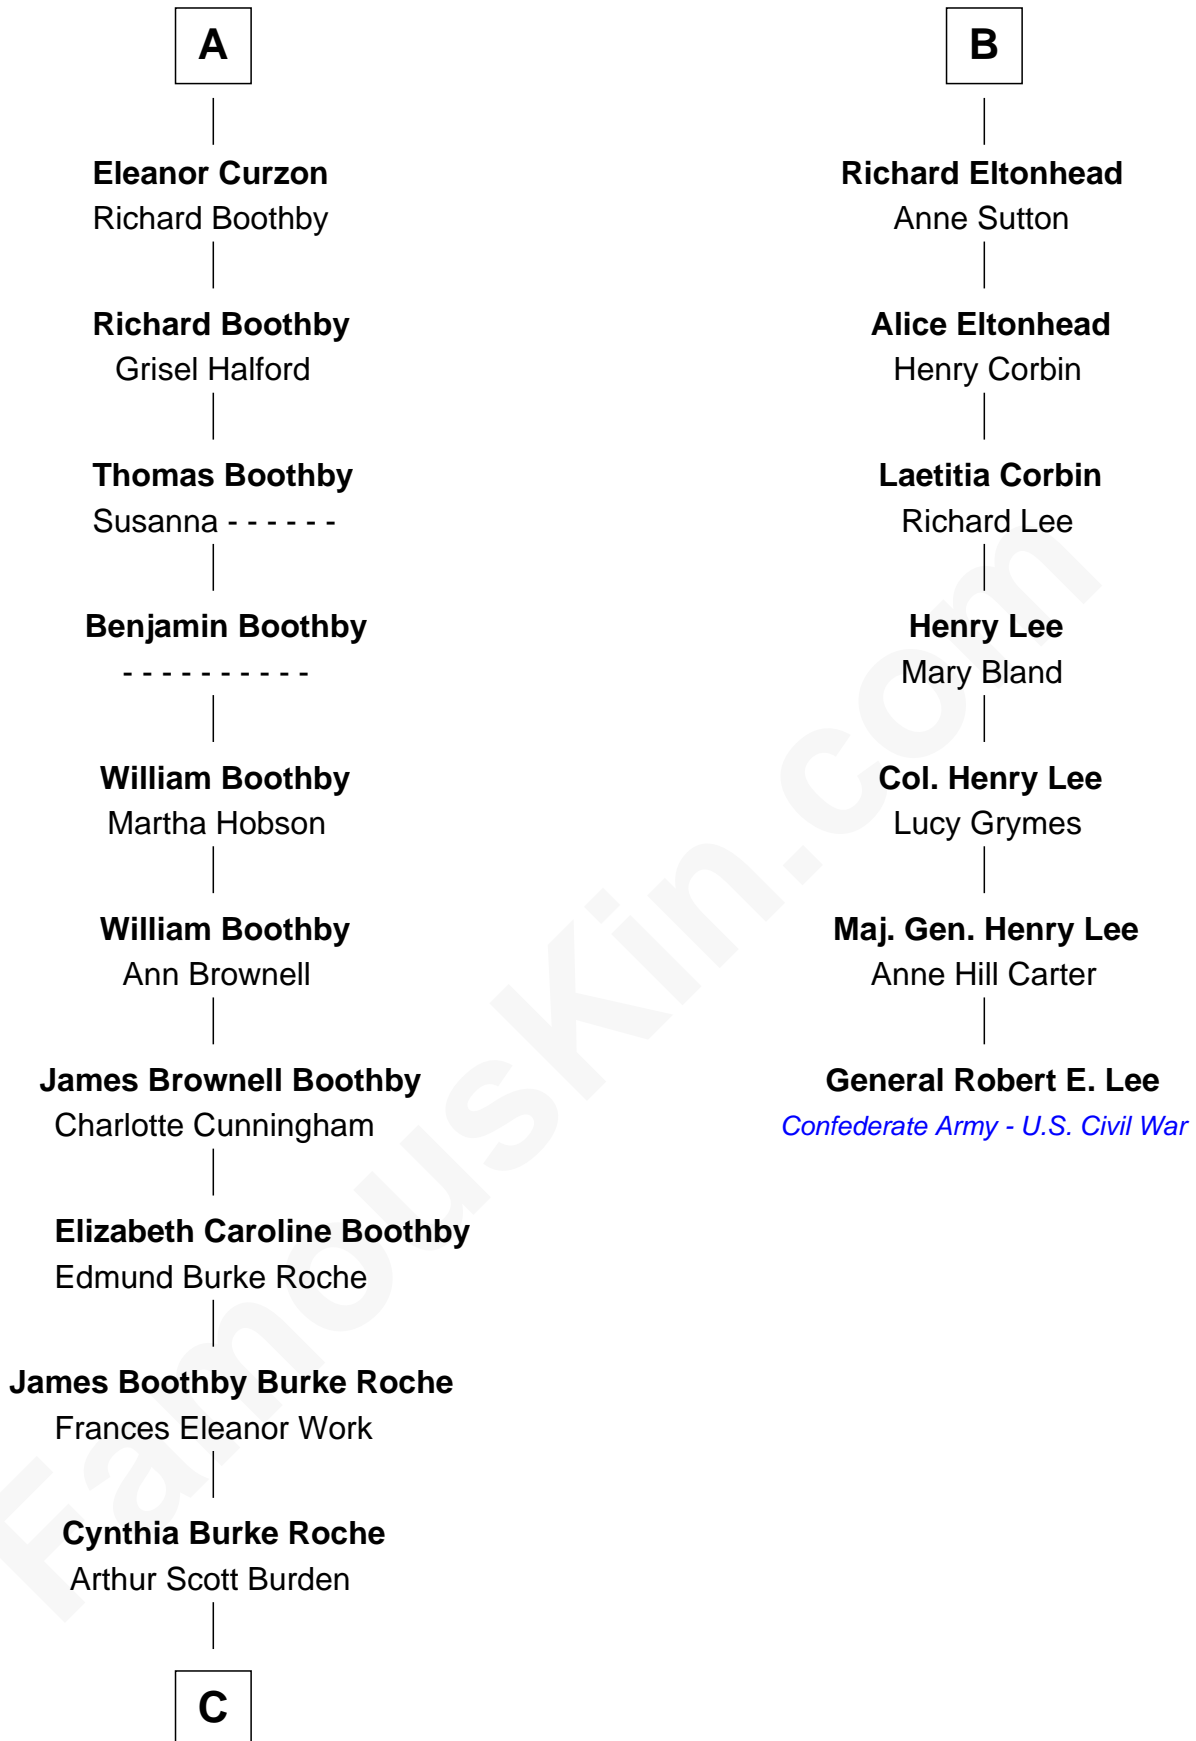 A
Eleanor Curzon
Richard Boothby
Richard Boothby
Grisel Halford
Thomas Boothby
Susanna - - - - - -
Benjamin Boothby
- - - - - - - - - -
William Boothby
Martha Hobson
William Boothby
Ann Brownell
James Brownell Boothby
Charlotte Cunningham
Elizabeth Caroline Boothby
Edmund Burke Roche
James Boothby Burke Roche
Frances Eleanor Work
Cynthia Burke Roche
Arthur Scott Burden
C
B
Richard Eltonhead
Anne Sutton
Alice Eltonhead
Henry Corbin
Laetitia Corbin
Richard Lee
Henry Lee
Mary Bland
Col. Henry Lee
Lucy Grymes
Maj. Gen. Henry Lee
Anne Hill Carter
General Robert E. Lee
Confederate Army - U.S. Civil War
FamousKin.com